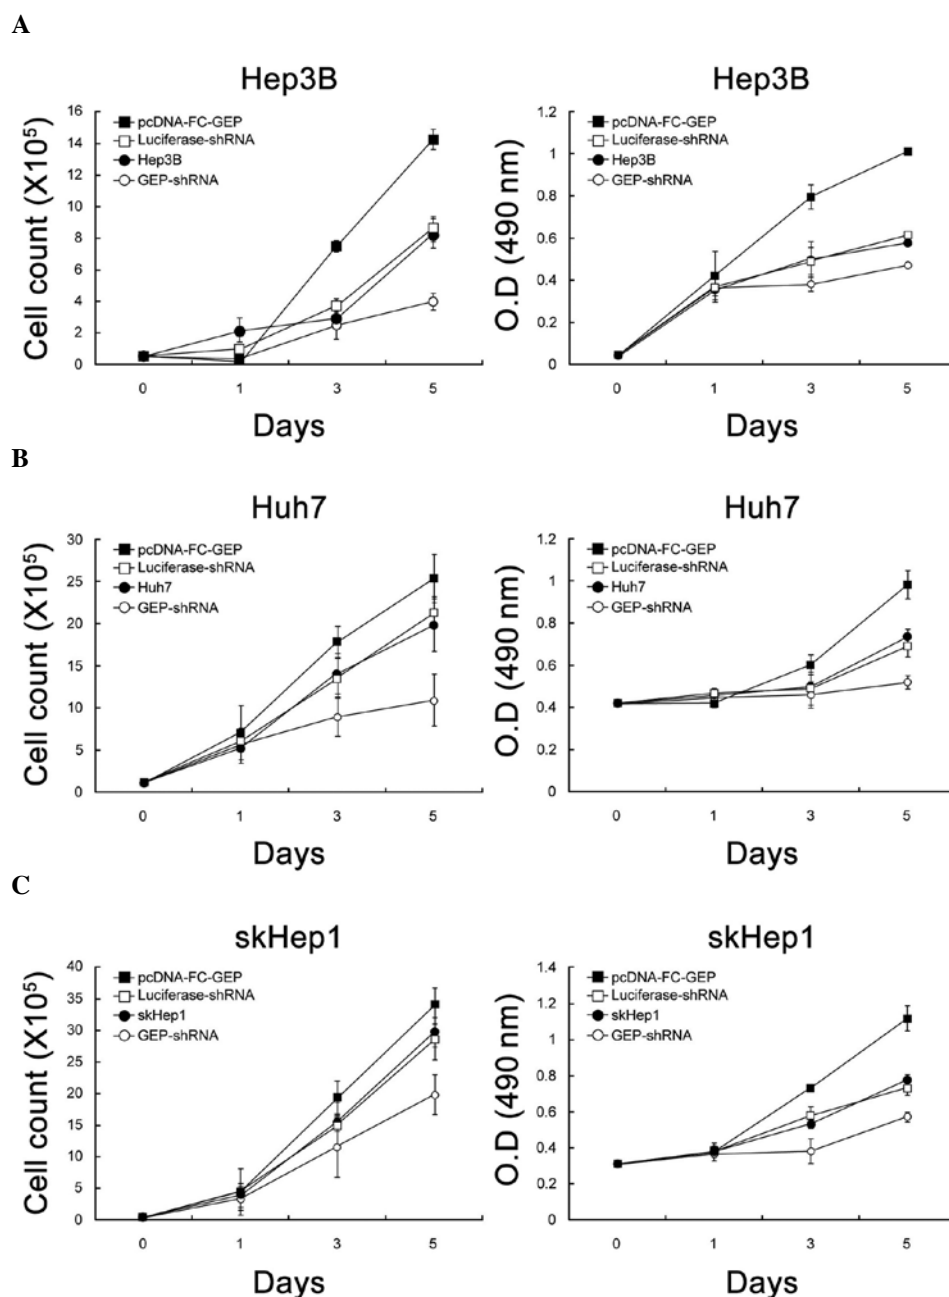 A
Hep3B
Cell count (X10⁵)
16
14
12
10
8
6
4
2
0
pcDNA-FC-GEP
Luciferase-shRNA
Hep3B
GEP-shRNA
0 1 3 5
Days
Hep3B
O.D (490 nm)
1.2
1
0.8
0.6
0.4
0.2
0
pcDNA-FC-GEP
Luciferase-shRNA
Hep3B
GEP-shRNA
0 1 3 5
Days
B
Huh7
Cell count (X10⁵)
30
25
20
15
10
5
0
pcDNA-FC-GEP
Luciferase-shRNA
Huh7
GEP-shRNA
0 1 3 5
Days
Huh7
O.D (490 nm)
1.2
1
0.8
0.6
0.4
0.2
0
pcDNA-FC-GEP
Luciferase-shRNA
Huh7
GEP-shRNA
0 1 3 5
Days
C
skHep1
Cell count (X10⁵)
40
35
30
25
20
15
10
5
0
pcDNA-FC-GEP
Luciferase-shRNA
skHep1
GEP-shRNA
0 1 3 5
Days
skHep1
O.D (490 nm)
1.4
1.2
1
0.8
0.6
0.4
0.2
0
pcDNA-FC-GEP
Luciferase-shRNA
skHep1
GEP-shRNA
0 1 3 5
Days